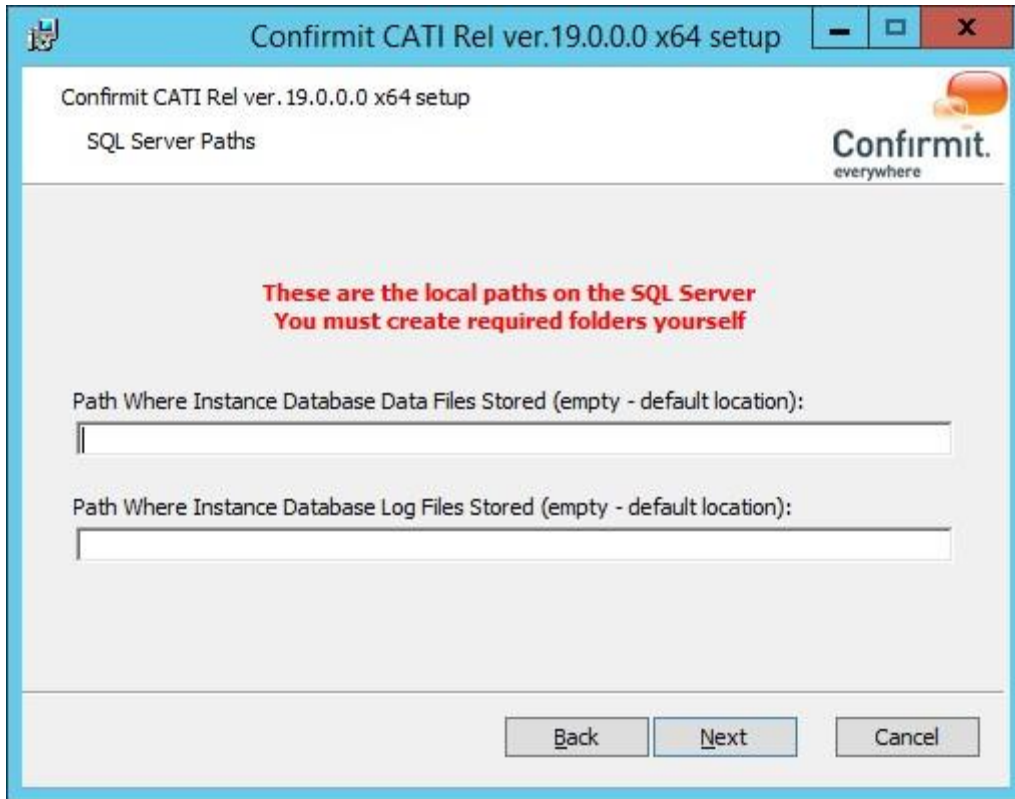 Confirmit CATI Rel ver.19.0.0.0 x64 setup
Confirmit CATI Rel ver. 19.0.0.0 x64 setup
SQL Server Paths
Confirmit.
everywhere
These are the local paths on the SQL Server
You must create required folders yourself
Path Where Instance Database Data Files Stored (empty - default location):
Path Where Instance Database Log Files Stored (empty - default location):
Back
Next
Cancel